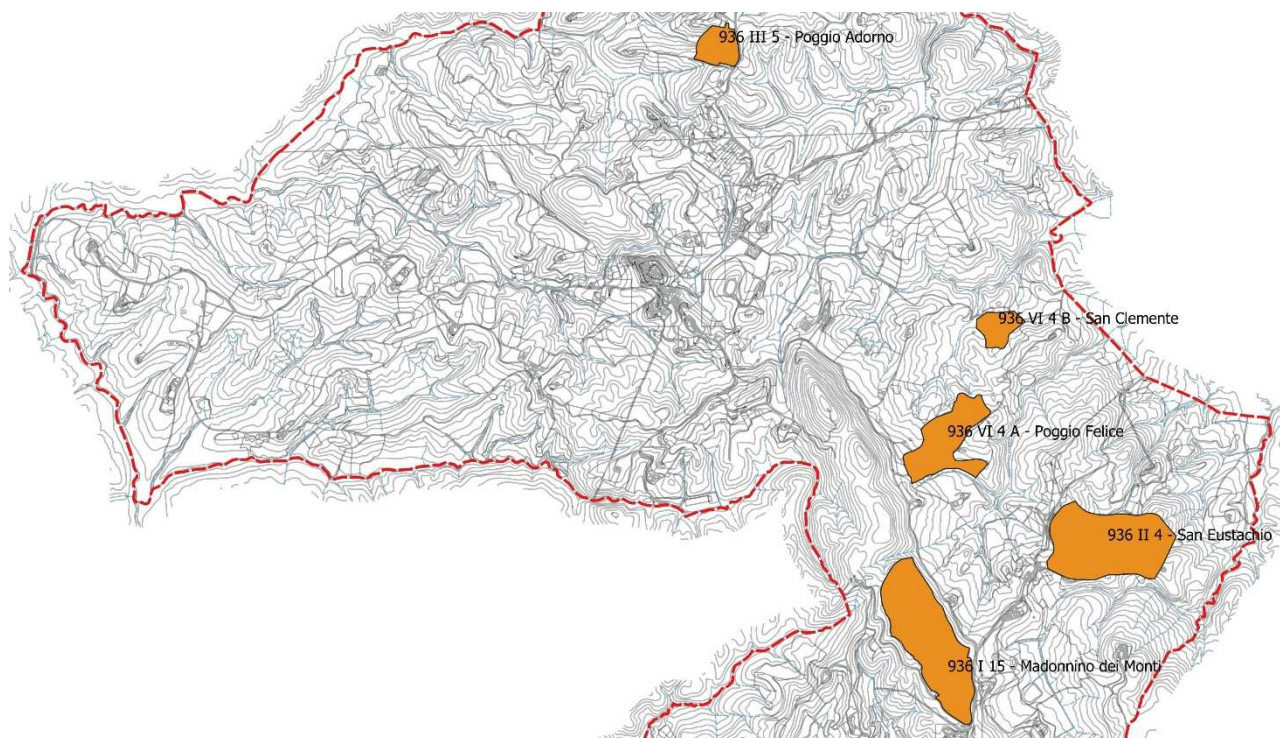 936 III 5 - Poggio Adorno
936 VI 4 B - San Clemente
936 VI 4 A - Poggio Felice
936 II 4 - San Eustachio
936 I 15 - Madonnino dei Monti